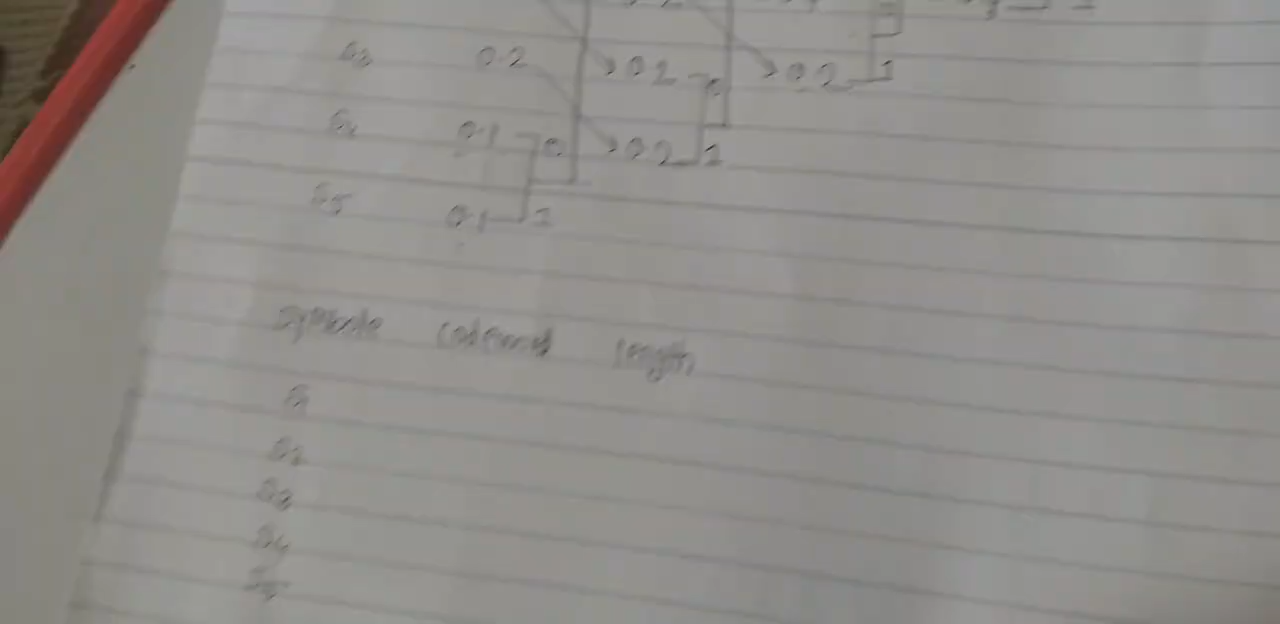 S3 0.2 0.2 0 0.2 1
S4 0.1 0 0.2 1
S5 0.1 1
Symbole codeword length
S1
S2
S3
S4
S5